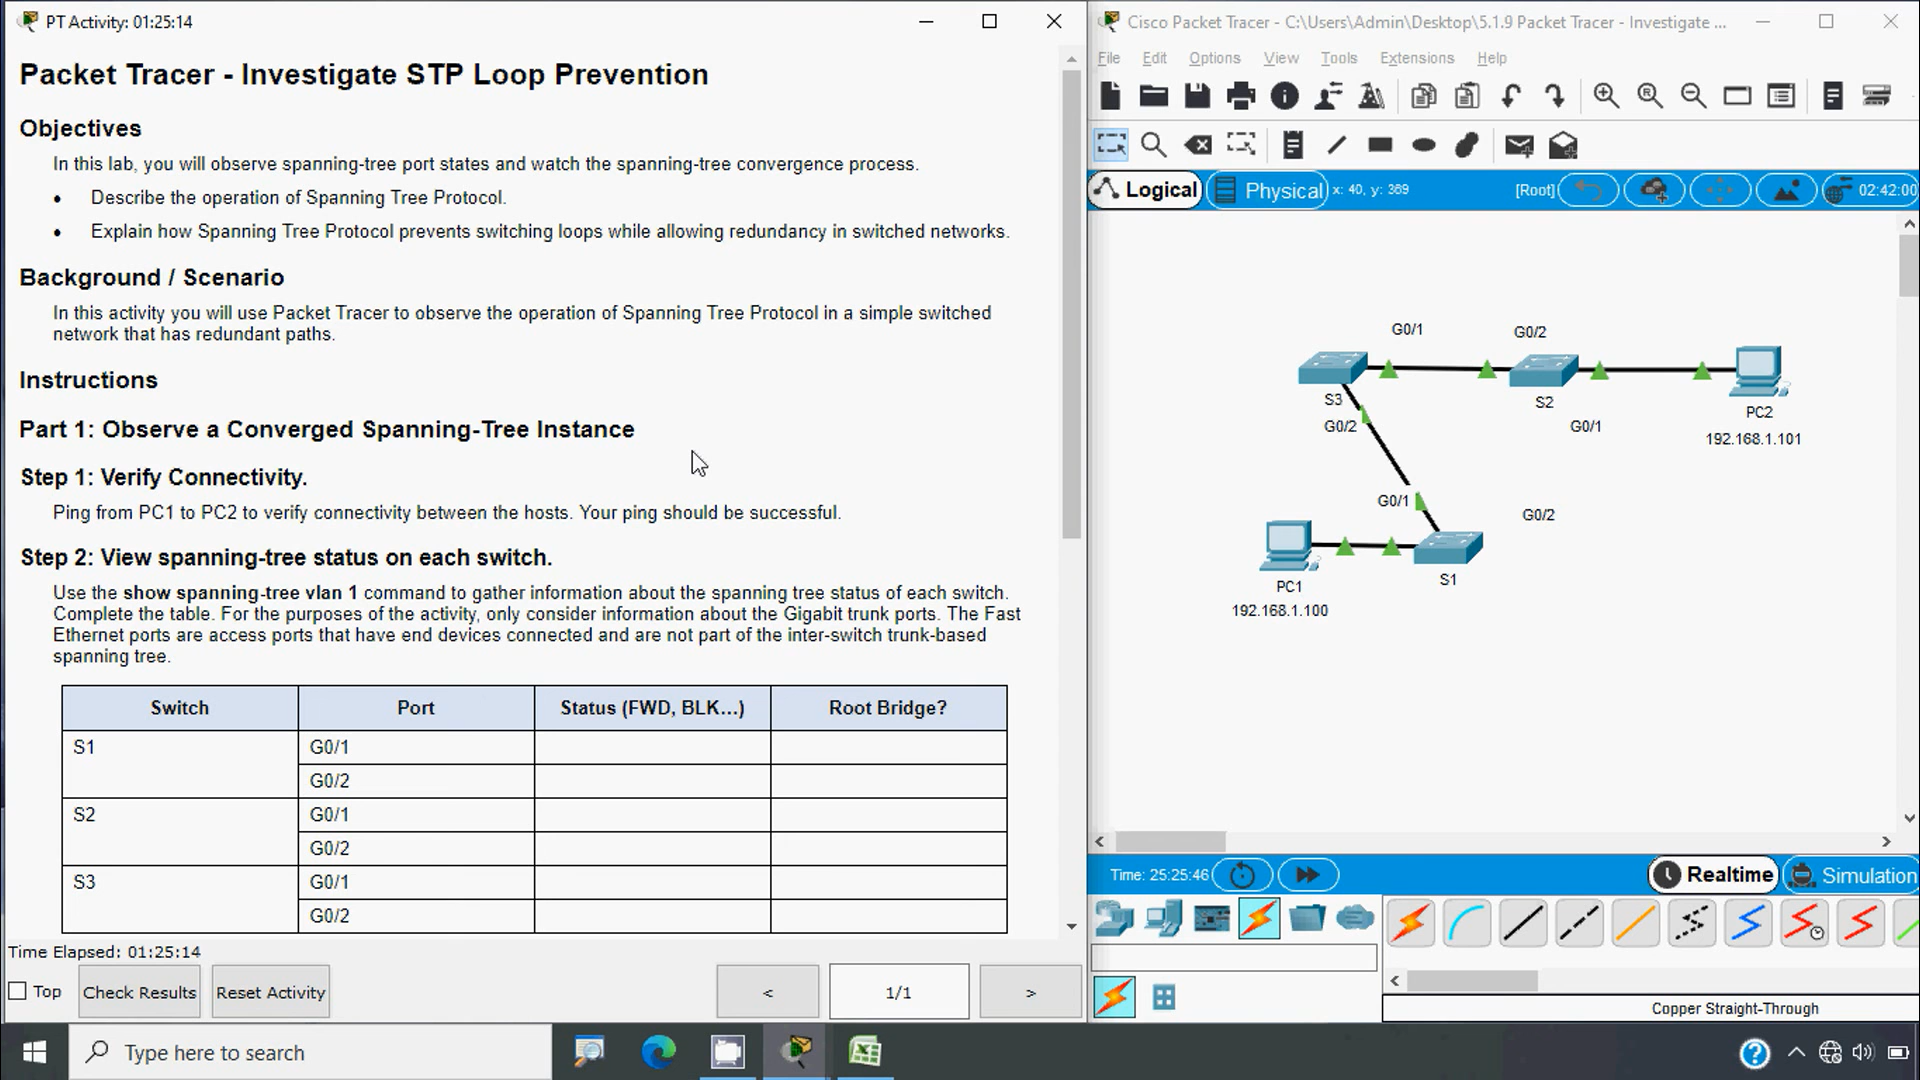 PT Activity: 01:25:14
Packet Tracer - Investigate STP Loop Prevention
Objectives
In this lab, you will observe spanning-tree port states and watch the spanning-tree convergence process.
• Describe the operation of Spanning Tree Protocol.
• Explain how Spanning Tree Protocol prevents switching loops while allowing redundancy in switched networks.
Background / Scenario
In this activity you will use Packet Tracer to observe the operation of Spanning Tree Protocol in a simple switched
network that has redundant paths.
Instructions
Part 1: Observe a Converged Spanning-Tree Instance
Step 1: Verify Connectivity.
Ping from PC1 to PC2 to verify connectivity between the hosts. Your ping should be successful.
Step 2: View spanning-tree status on each switch.
Use the show spanning-tree vlan 1 command to gather information about the spanning tree status of each switch.
Complete the table. For the purposes of the activity, only consider information about the Gigabit trunk ports. The Fast
Ethernet ports are access ports that have end devices connected and are not part of the inter-switch trunk-based
spanning tree.
Switch Port Status (FWD, BLK...) Root Bridge?
S1 G0/1
G0/2
S2 G0/1
G0/2
S3 G0/1
G0/2
Time Elapsed: 01:25:14
Top Check Results Reset Activity < 1/1 >
Cisco Packet Tracer - C:\Users\Admin\Desktop\5.1.9 Packet Tracer - Investigate ...
File Edit Options View Tools Extensions Help
Logical Physical x: 40, y: 389 [Root] 02:42:00
G0/1 G0/2
S3 S2 PC2
G0/2 G0/1 192.168.1.101
G0/1 G0/2
PC1 S1
192.168.1.100
Time: 25:25:46 Realtime Simulation
Copper Straight-Through
Type here to search